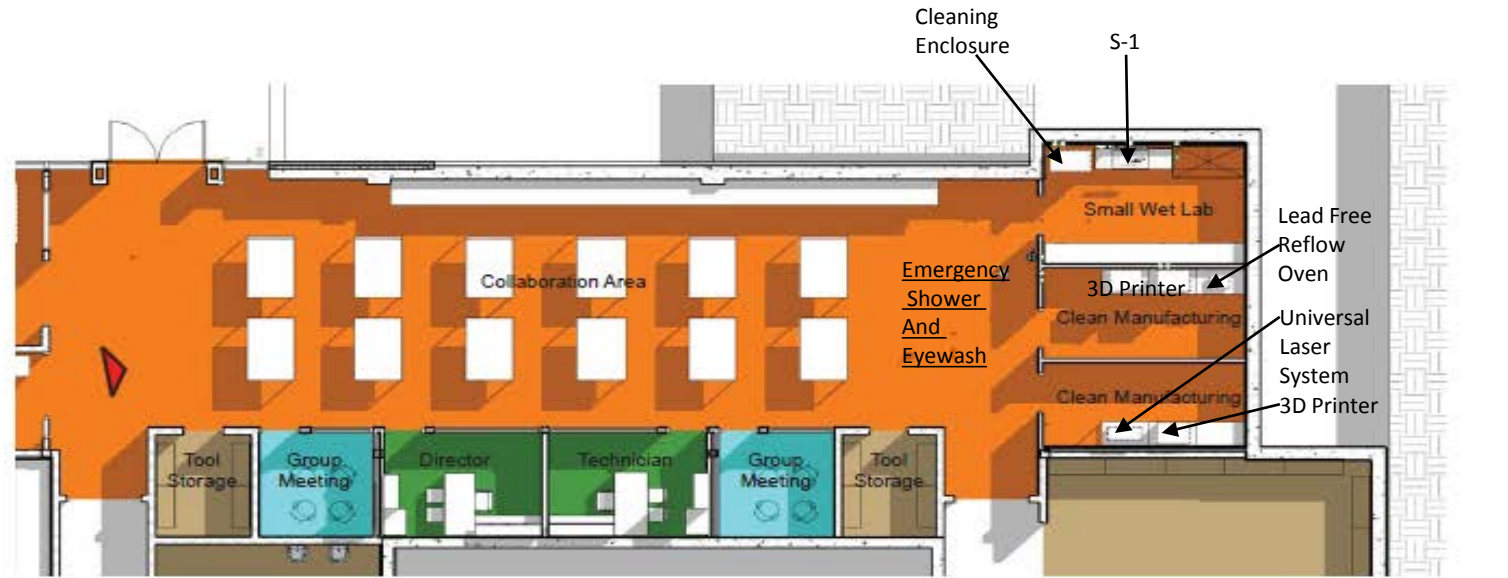 Cleaning
Enclosure
S-1
Small Wet Lab
Lead Free
Reflow
Oven
Collaboration Area
Emergency
Shower
And
Eyewash
3D Printer
Clean Manufacturing
Universal
Laser
System
Clean Manufacturing
3D Printer
Tool
Storage
Group
Meeting
Director
Technician
Group
Meeting
Tool
Storage